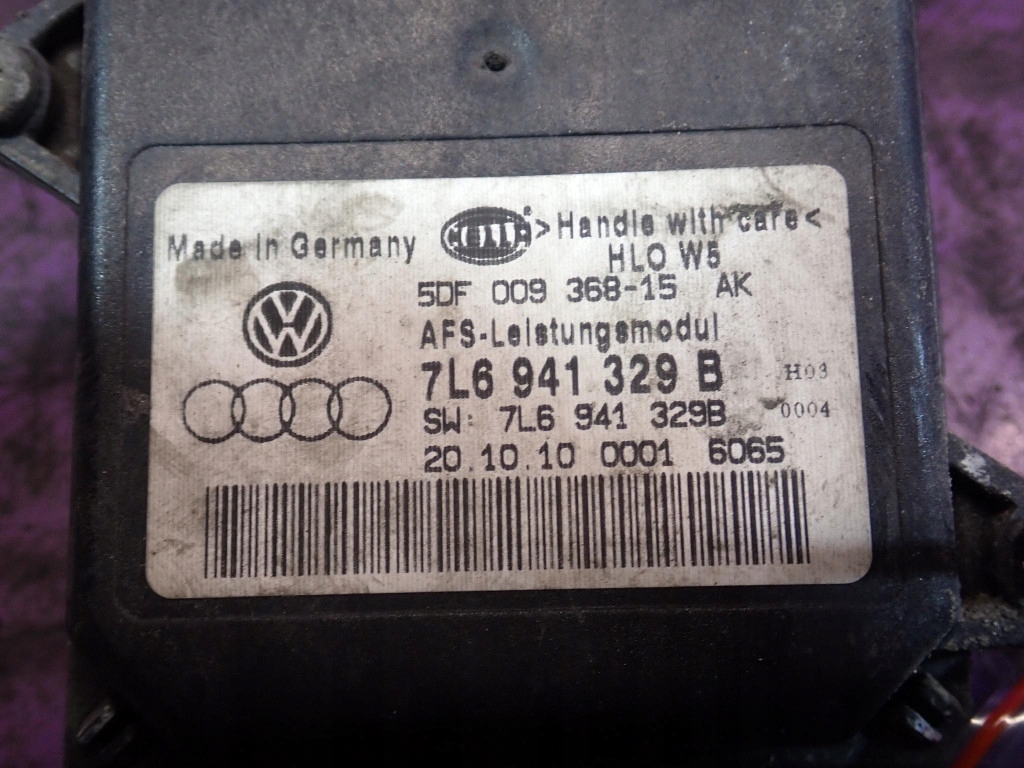 Made in Germany HELLA >Handle with care<
HLO W5
5DF 009 368-15 AK
AFS-Leistungsmodul
7L6 941 329 B H03
SW: 7L6 941 329B 0004
20.10.10 0001 6065